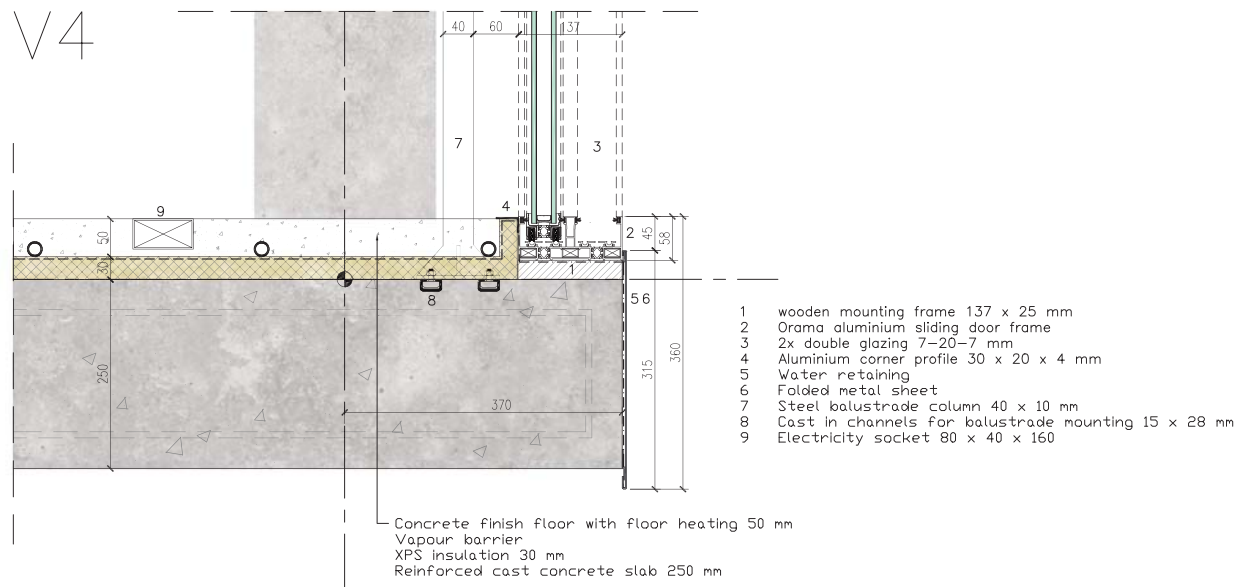 V4
40 60 137
7
3
9
4
2
45
58
50
30
1
8
56
250
370
315
360
1 wooden mounting frame 137 x 25 mm
2 Orama aluminium sliding door frame
3 2x double glazing 7-20-7 mm
4 Aluminium corner profile 30 x 20 x 4 mm
5 Water retaining
6 Folded metal sheet
7 Steel balustrade column 40 x 10 mm
8 Cast in channels for balustrade mounting 15 x 28 mm
9 Electricity socket 80 x 40 x 160
Concrete finish floor with floor heating 50 mm
Vapour barrier
XPS insulation 30 mm
Reinforced cast concrete slab 250 mm